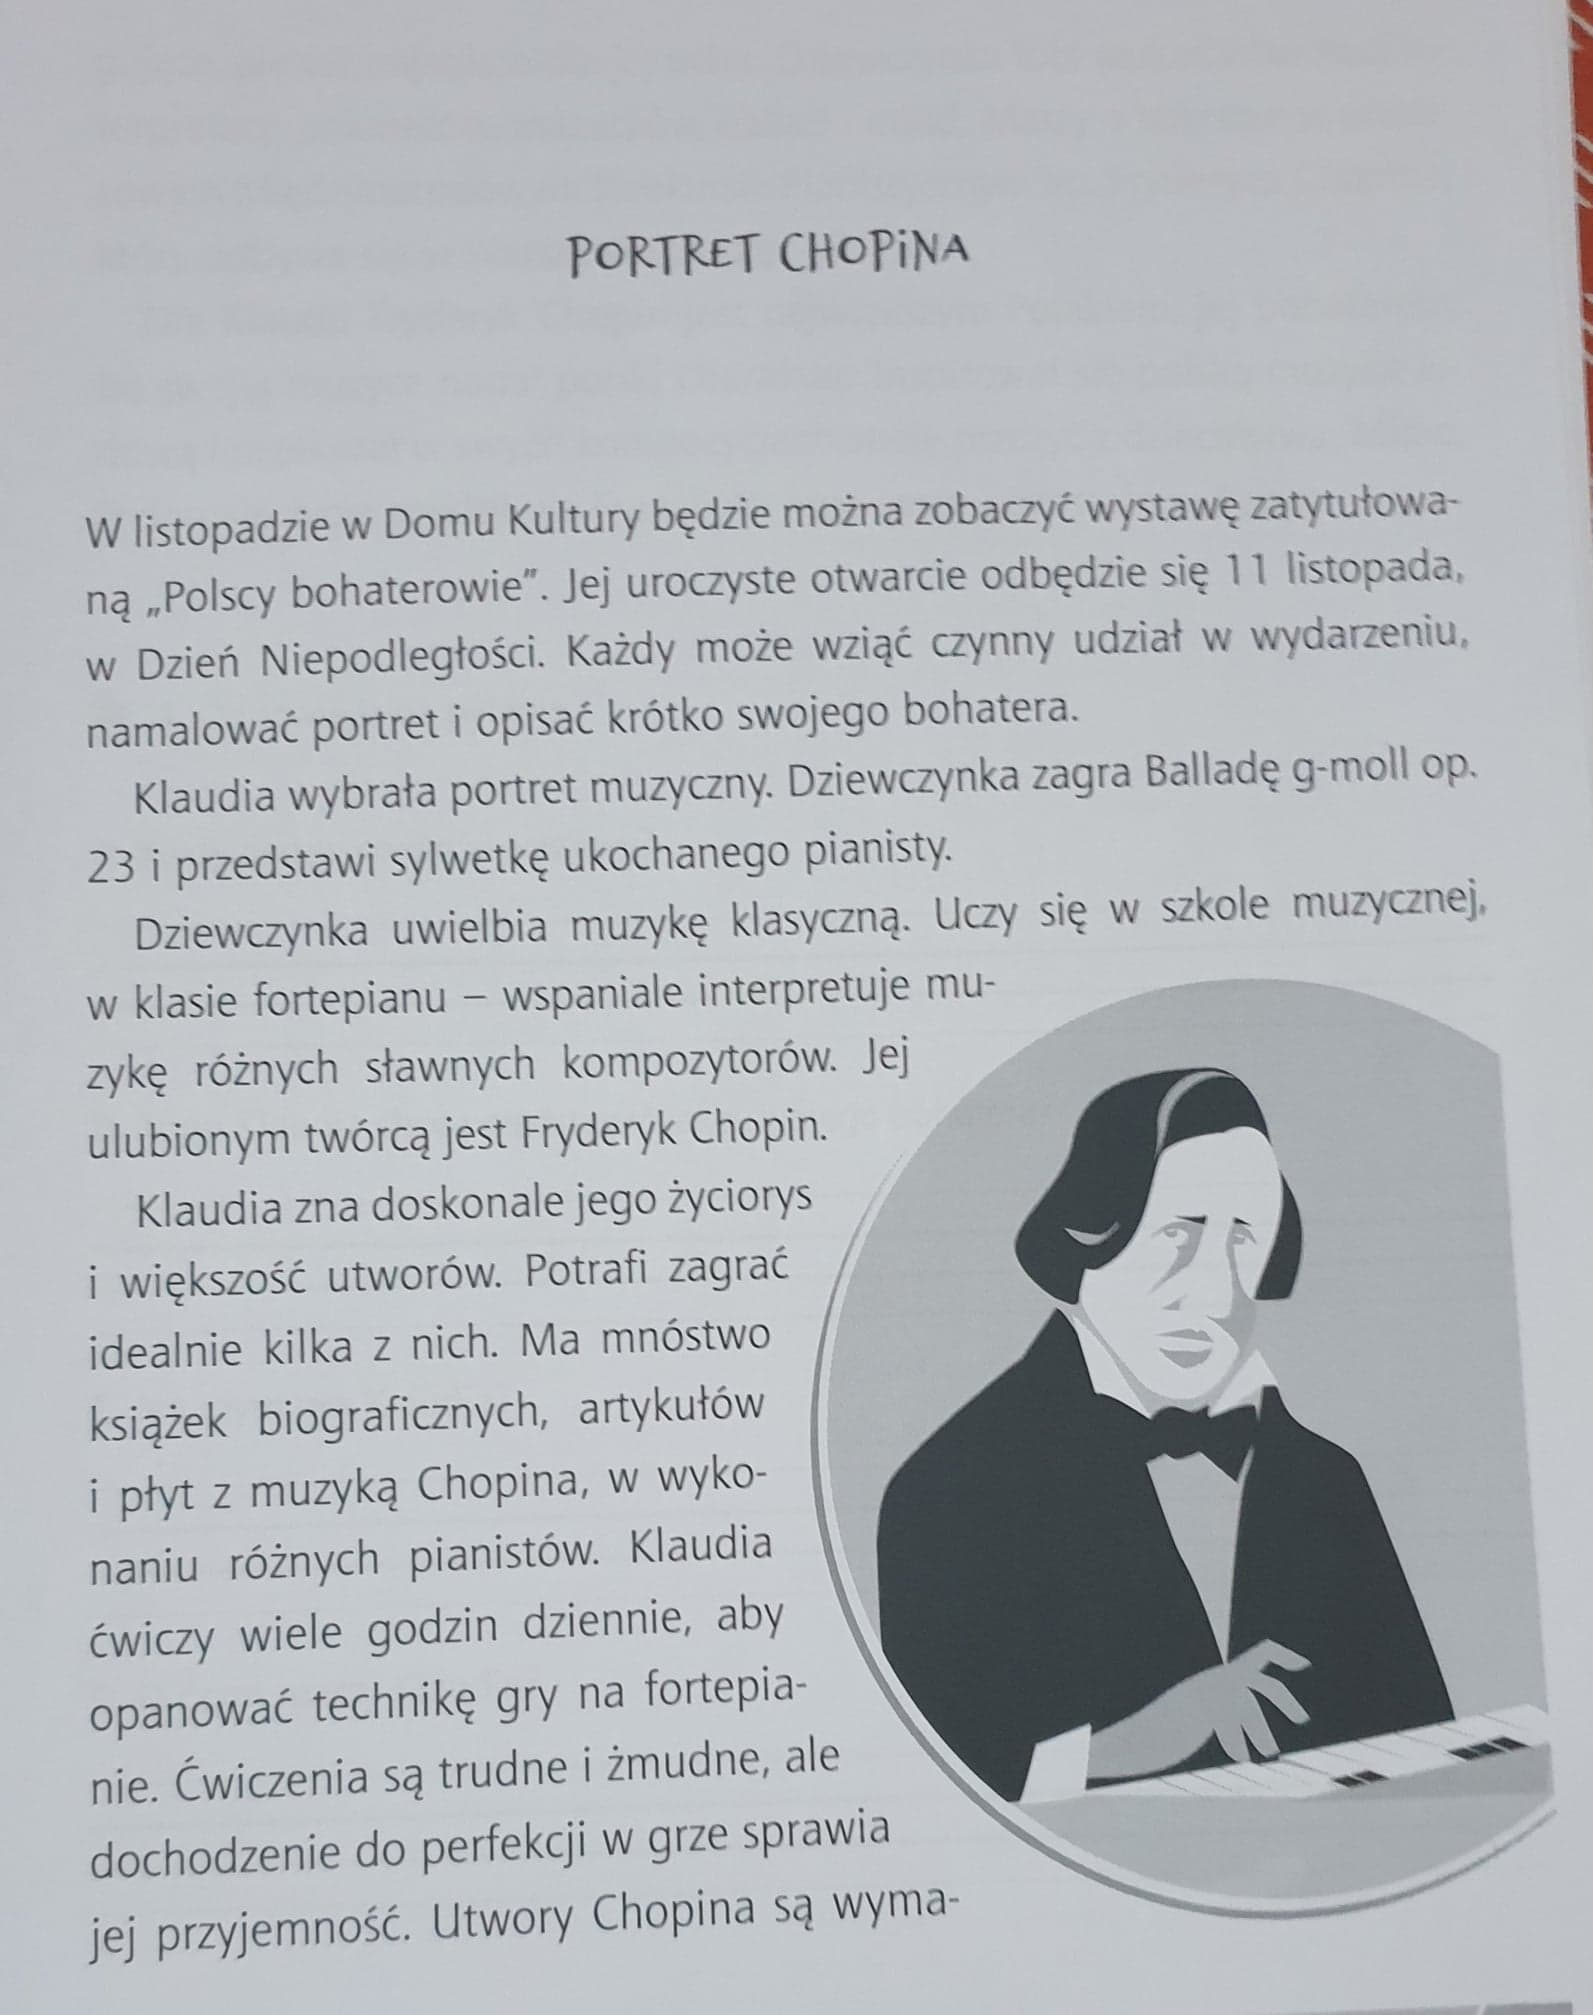 PORTRET CHOPiNA
W listopadzie w Domu Kultury będzie można zobaczyć wystawę zatytułowa-
ną „Polscy bohaterowie”. Jej uroczyste otwarcie odbędzie się 11 listopada,
w Dzień Niepodległości. Każdy może wziąć czynny udział w wydarzeniu,
namalować portret i opisać krótko swojego bohatera.
Klaudia wybrała portret muzyczny. Dziewczynka zagra Balladę g-moll op.
23 i przedstawi sylwetkę ukochanego pianisty.
Dziewczynka uwielbia muzykę klasyczną. Uczy się w szkole muzycznej,
w klasie fortepianu – wspaniale interpretuje mu-
zykę różnych sławnych kompozytorów. Jej
ulubionym twórcą jest Fryderyk Chopin.
Klaudia zna doskonale jego życiorys
i większość utworów. Potrafi zagrać
idealnie kilka z nich. Ma mnóstwo
książek biograficznych, artykułów
i płyt z muzyką Chopina, w wyko-
naniu różnych pianistów. Klaudia
ćwiczy wiele godzin dziennie, aby
opanować technikę gry na fortepia-
nie. Ćwiczenia są trudne i żmudne, ale
dochodzenie do perfekcji w grze sprawia
jej przyjemność. Utwory Chopina są wyma-